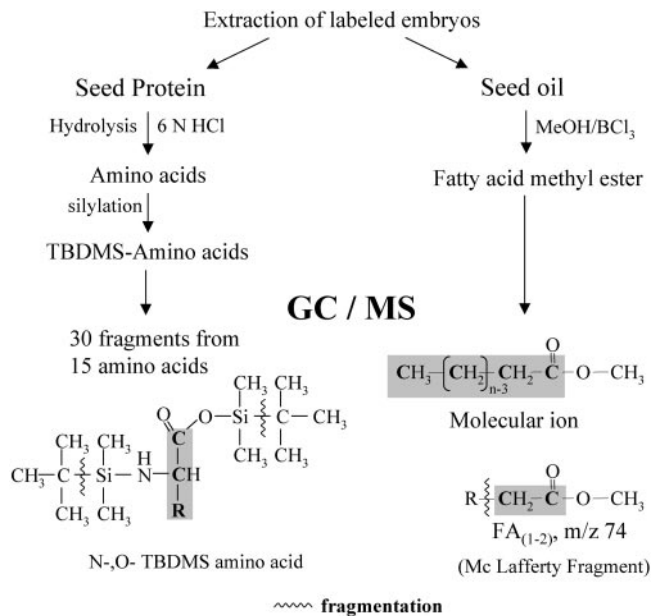 Extraction of labeled embryos
Seed Protein
Hydrolysis 6 N HCl
Amino acids
silylation
TBDMS-Amino acids
30 fragments from
15 amino acids
Seed oil
MeOH/BCl3
Fatty acid methyl ester
GC / MS
O
CH3—(CH2)n-3—CH2—C—O—CH3
Molecular ion
O
R—CH2—C—O—CH3
FA(1-2), m/z 74
(Mc Lafferty Fragment)
CH3 CH3
O O—Si—C—CH3
CH3 CH3 C CH3 CH3
CH3—C—Si—N—CH
H
CH3 CH3 R
N-,O- TBDMS amino acid
fragmentation